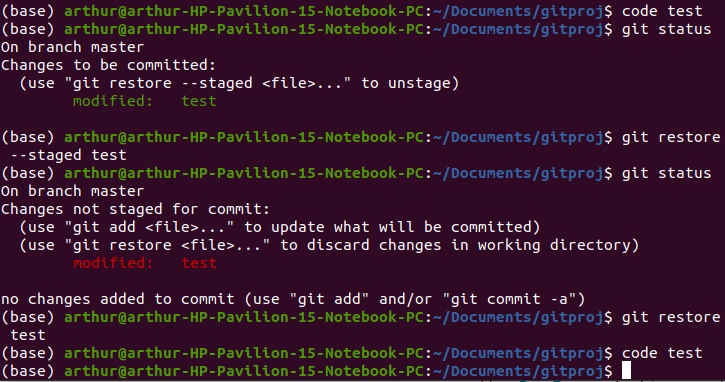 (base) arthur@arthur-HP-Pavilion-15-Notebook-PC:~/Documents/gitproj$ code test
(base) arthur@arthur-HP-Pavilion-15-Notebook-PC:~/Documents/gitproj$ git status
On branch master
Changes to be committed:
  (use "git restore --staged <file>..." to unstage)
        modified:   test

(base) arthur@arthur-HP-Pavilion-15-Notebook-PC:~/Documents/gitproj$ git restore
 --staged test
(base) arthur@arthur-HP-Pavilion-15-Notebook-PC:~/Documents/gitproj$ git status
On branch master
Changes not staged for commit:
  (use "git add <file>..." to update what will be committed)
  (use "git restore <file>..." to discard changes in working directory)
        modified:   test

no changes added to commit (use "git add" and/or "git commit -a")
(base) arthur@arthur-HP-Pavilion-15-Notebook-PC:~/Documents/gitproj$ git restore
 test
(base) arthur@arthur-HP-Pavilion-15-Notebook-PC:~/Documents/gitproj$ code test
(base) arthur@arthur-HP-Pavilion-15-Notebook-PC:~/Documents/gitproj$